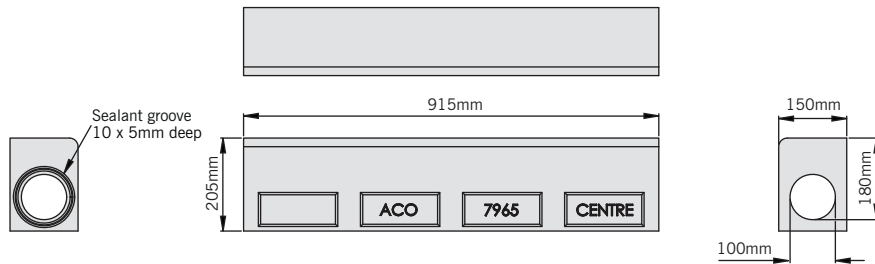 915mm
150mm
Sealant groove
10 x 5mm deep
205mm
180mm
ACO
7965
CENTRE
100mm